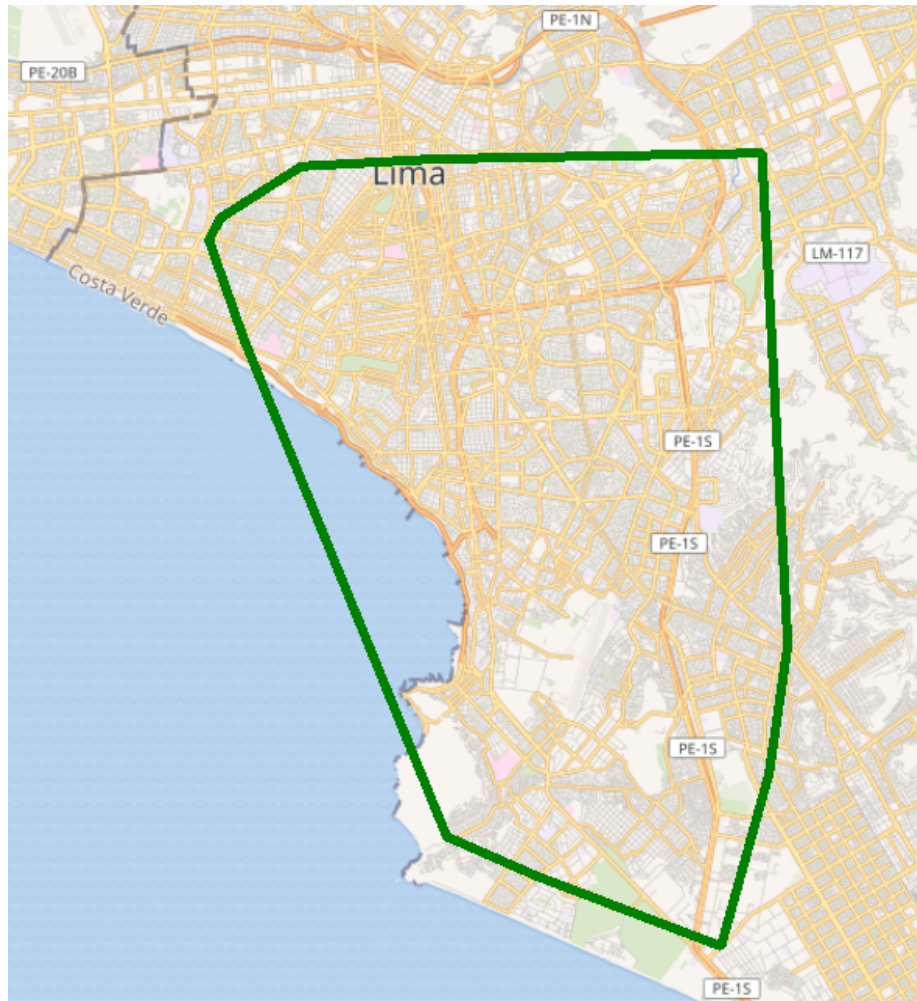 PE-1N
PE-20B
Lima
LM-117
Costa Verde
PE-1S
PE-1S
PE-1S
PE-1S